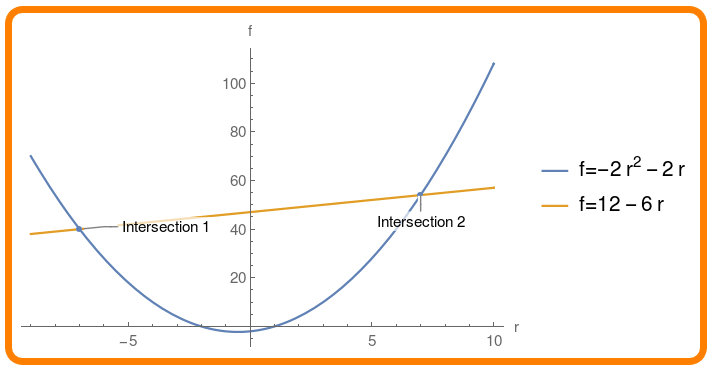 f
100
80
60
40
20
−5
5
10
r
Intersection 1
Intersection 2
f=−2 r² − 2 r
f=12 − 6 r